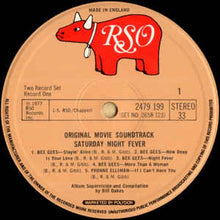 MADE IN ENGLAND
RSO
Two Record Set
Record One
1
℗ 1977
RSO
Records
Inc.
(-5. RSO/Chappell)
2479 199
(SET NO. 2658 123)
STEREO
33
ORIGINAL MOVIE SOUNDTRACK
SATURDAY NIGHT FEVER
1. BEE GEES—Stayin' Alive (B., R. & M. Gibb) 2. BEE GEES—How Deep
Is Your Love (B., R. & M. Gibb) 3. BEE GEES—Night Fever
(B., R. & M. Gibb) 4. BEE GEES—More Than A Woman
(B., R. & M. Gibb) 5. YVONNE ELLIMAN—If I Can't Have You
(B., R. & M. Gibb)
Album Supervision and Compilation by
Bill Oakes
MARKETED BY POLYDOR